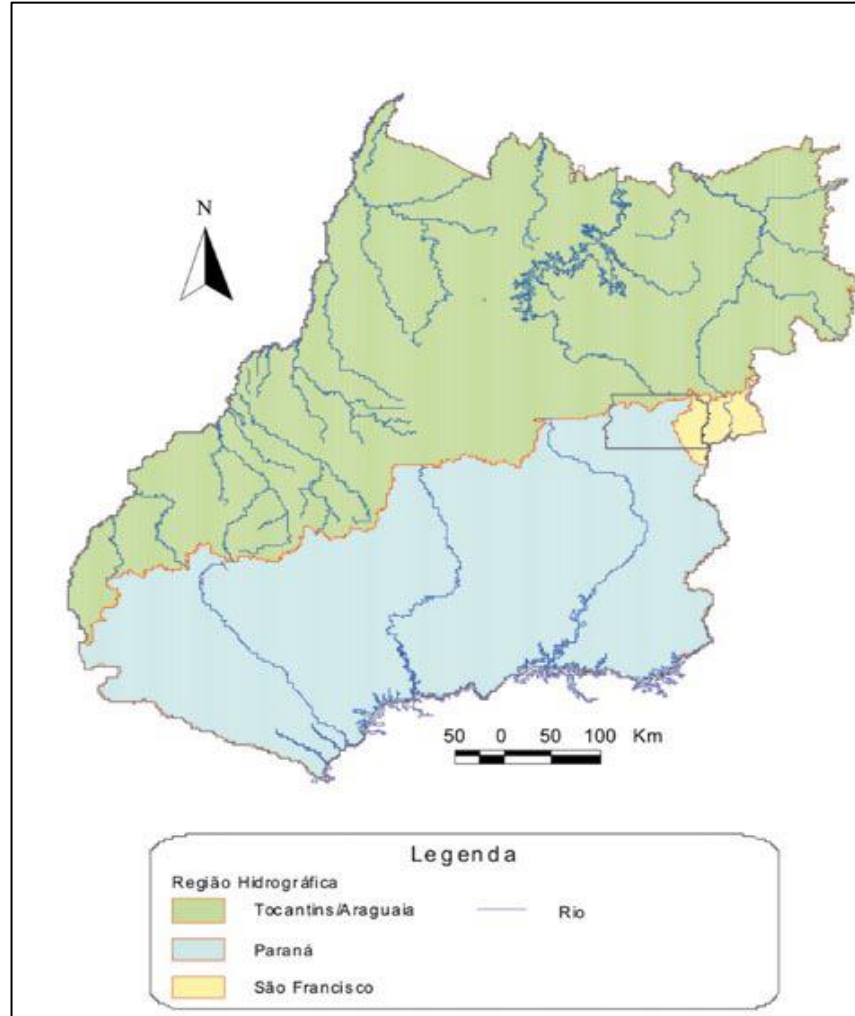 N
50 0 50 100 Km
Legenda
Região Hidrográfica
Tocantins/Araguaia
Rio
Paraná
São Francisco